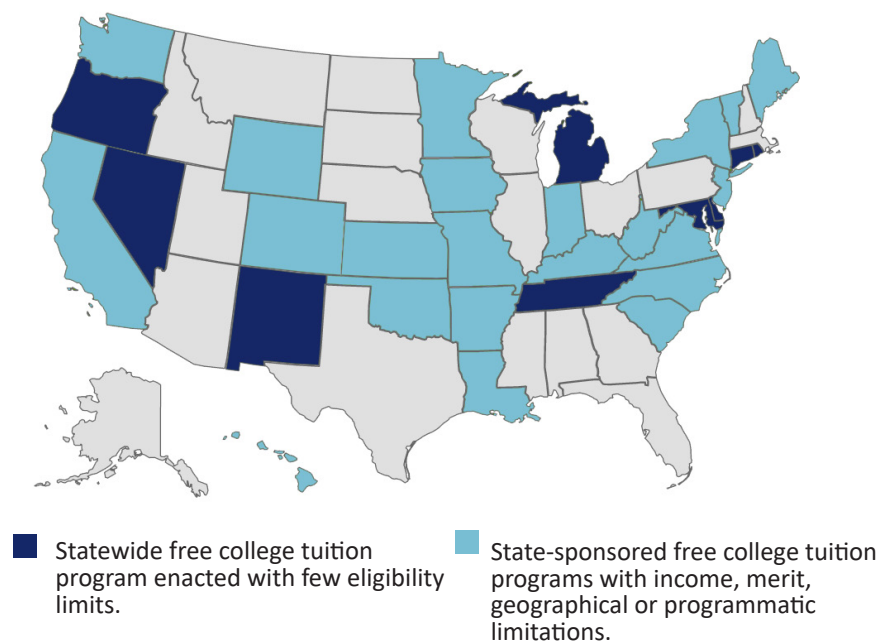 Statewide free college tuition
program enacted with few eligibility
limits.
State-sponsored free college tuition
programs with income, merit,
geographical or programmatic
limitations.